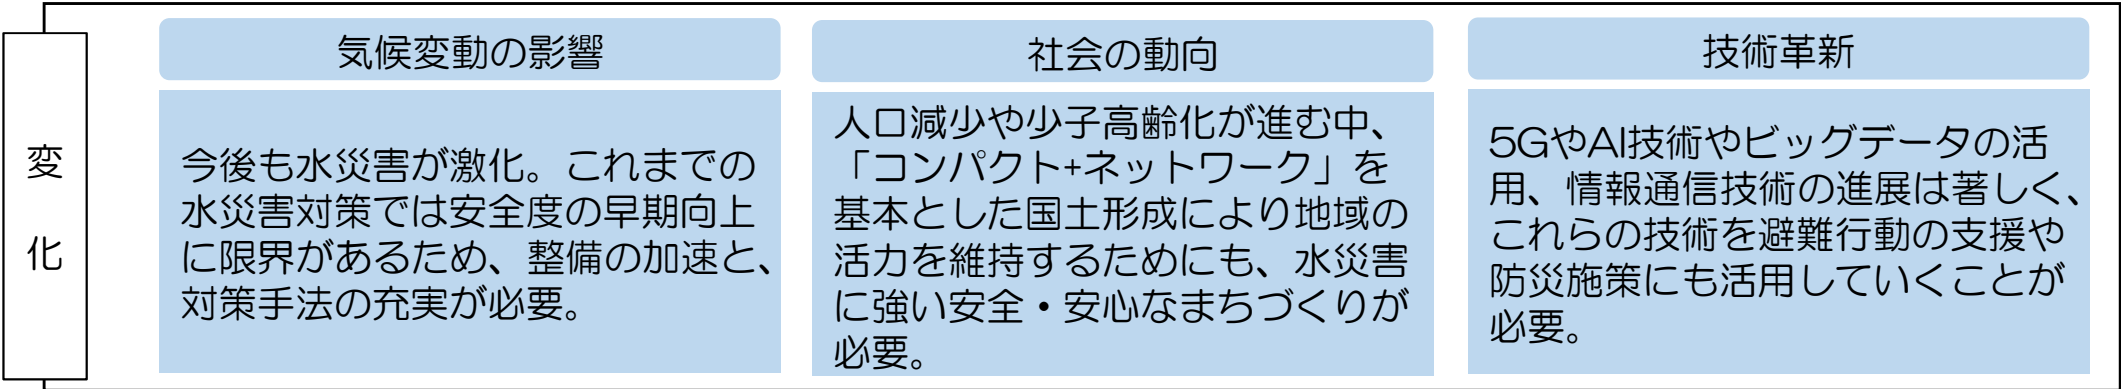 変
化
気候変動の影響
今後も水災害が激化。これまでの
水災害対策では安全度の早期向上
に限界があるため、整備の加速と、
対策手法の充実が必要。
社会の動向
人口減少や少子高齢化が進む中、
「コンパクト+ネットワーク」を
基本とした国土形成により地域の
活力を維持するためにも、水災害
に強い安全・安心なまちづくりが
必要。
技術革新
5GやAI技術やビッグデータの活
用、情報通信技術の進展は著しく、
これらの技術を避難行動の支援や
防災施策にも活用していくことが
必要。